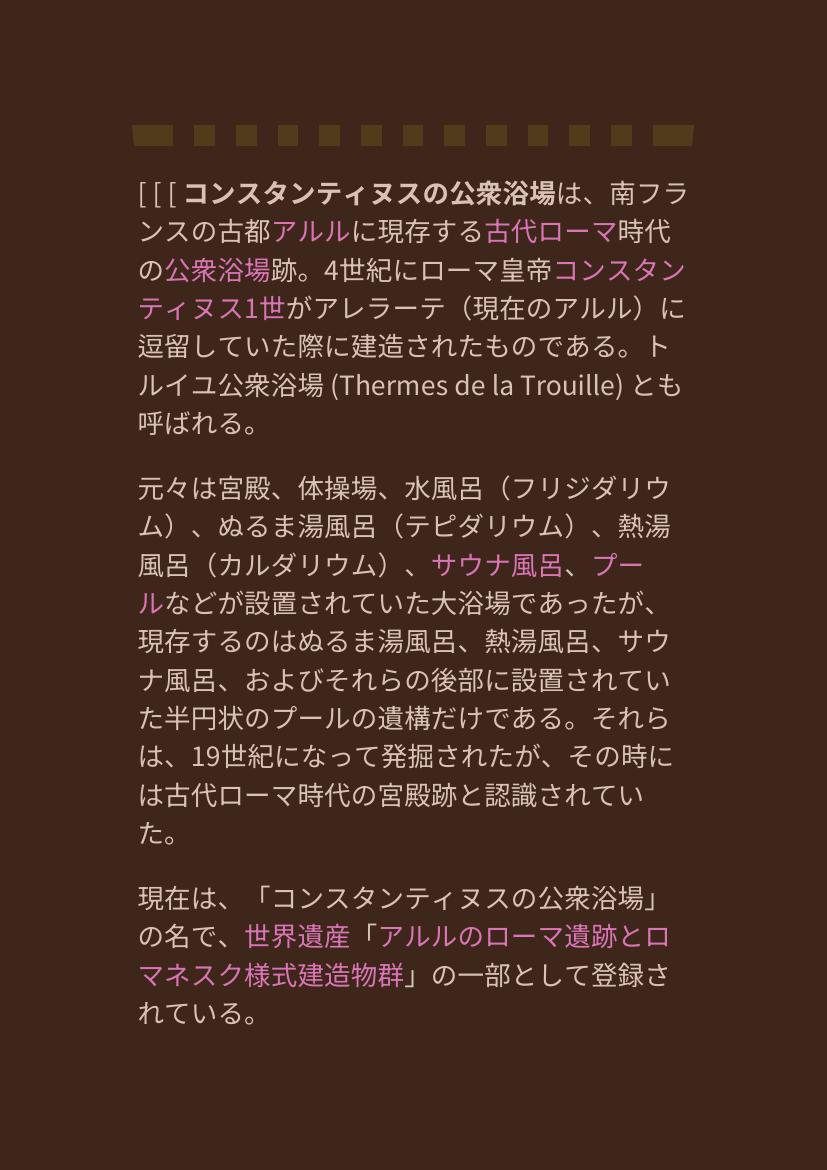 [ [ [ コンスタンティヌスの公衆浴場は、南フラ
ンスの古都アルルに現存する古代ローマ時代
の公衆浴場跡。4世紀にローマ皇帝コンスタン
ティヌス1世がアレラーテ（現在のアルル）に
逗留していた際に建造されたものである。ト
ルイユ公衆浴場 (Thermes de la Trouille) とも
呼ばれる。
元々は宮殿、体操場、水風呂（フリジダリウ
ム）、ぬるま湯風呂（テピダリウム）、熱湯
風呂（カルダリウム）、サウナ風呂、プー
ルなどが設置されていた大浴場であったが、
現存するのはぬるま湯風呂、熱湯風呂、サウ
ナ風呂、およびそれらの後部に設置されてい
た半円状のプールの遺構だけである。それら
は、19世紀になって発掘されたが、その時に
は古代ローマ時代の宮殿跡と認識されてい
た。
現在は、「コンスタンティヌスの公衆浴場」
の名で、世界遺産「アルルのローマ遺跡とロ
マネスク様式建造物群」の一部として登録さ
れている。